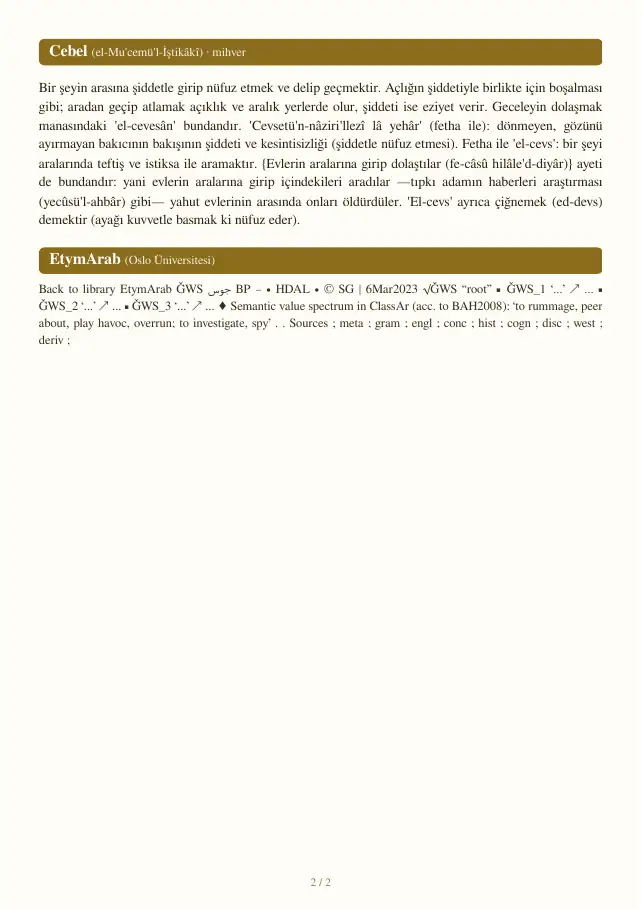 Cebel (el-Mu'cemü'l-İştikâkî) · mihver
Bir şeyin arasına şiddetle girip nüfuz etmek ve delip geçmektir. Açlığın şiddetiyle birlikte için boşalması
gibi; aradan geçip atlamak açıklık ve aralık yerlerde olur, şiddeti ise eziyet verir. Geceleyin dolaşmak
manasındaki 'el-cevesân' bundandır. 'Cevsetü'n-nâziri'llezî lâ yehâr' (fetha ile): dönmeyen, gözünü
ayırmayan bakıcının bakışının şiddeti ve kesintisizliği (şiddetle nüfuz etmesi). Fetha ile 'el-cevs': bir şeyi
aralarında teftiş ve istiksa ile aramaktır. {Evlerin aralarına girip dolaştılar (fe-câsû hilâle'd-diyâr)} ayeti
de bundandır: yani evlerin aralarına girip içindekileri aradılar —tıpkı adamın haberleri araştırması
(yecûsü'l-ahbâr) gibi— yahut evlerinin arasında onları öldürdüler. 'El-cevs' ayrıca çiğnemek (ed-devs)
demektir (ayağı kuvvetle basmak ki nüfuz eder).
EtymArab (Oslo Üniversitesi)
Back to library EtymArab ǦWS جوس BP – • HDAL • © SG | 6Mar2023 √ǦWS “root” ▪ ǦWS_1 ‘...’ ↗ ... ▪
ǦWS_2 ‘...’ ↗ ... ▪ ǦWS_3 ‘...’ ↗ ... ♦ Semantic value spectrum in ClassAr (acc. to BAH2008): ‘to rummage, peer
about, play havoc, overrun; to investigate, spy’ . . Sources ; meta ; gram ; engl ; conc ; hist ; cogn ; disc ; west ;
deriv ;
2 / 2